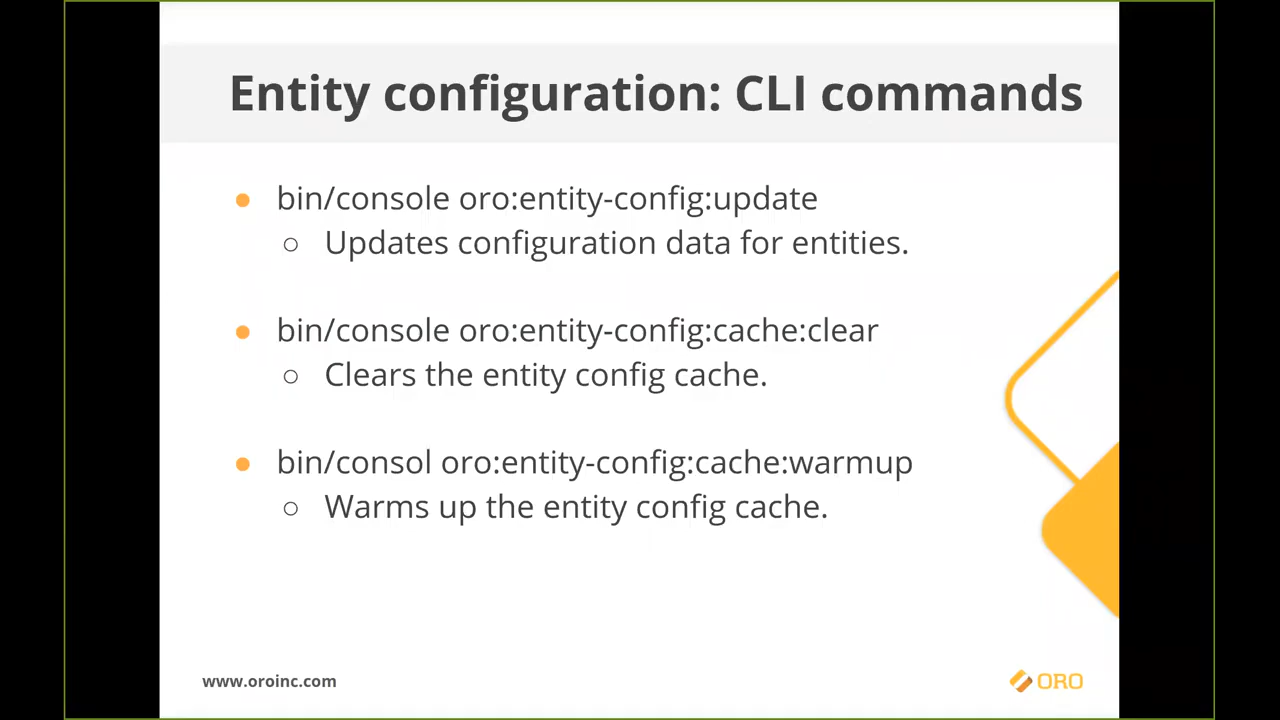 Entity configuration: CLI commands
● bin/console oro:entity-config:update
○ Updates configuration data for entities.
● bin/console oro:entity-config:cache:clear
○ Clears the entity config cache.
● bin/consol oro:entity-config:cache:warmup
○ Warms up the entity config cache.
www.oroinc.com
ORO